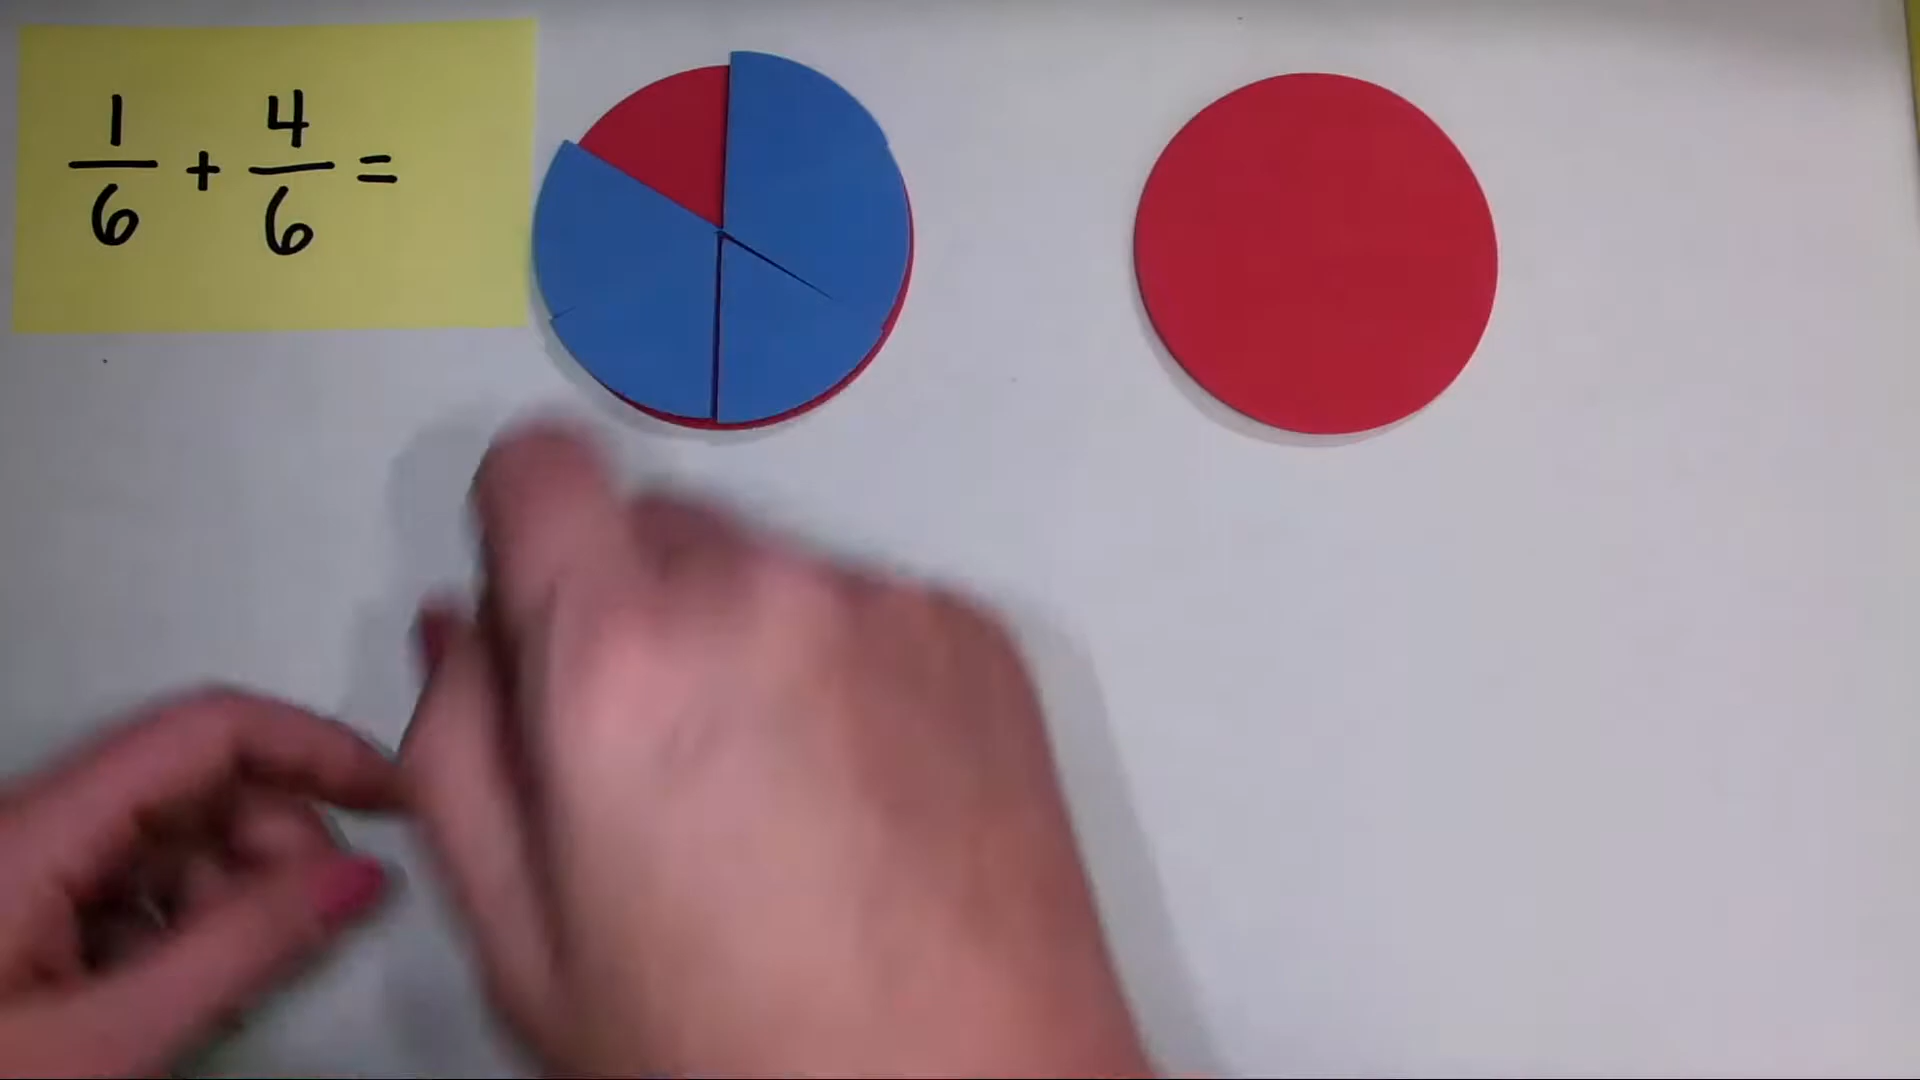 1/6 + 4/6 =